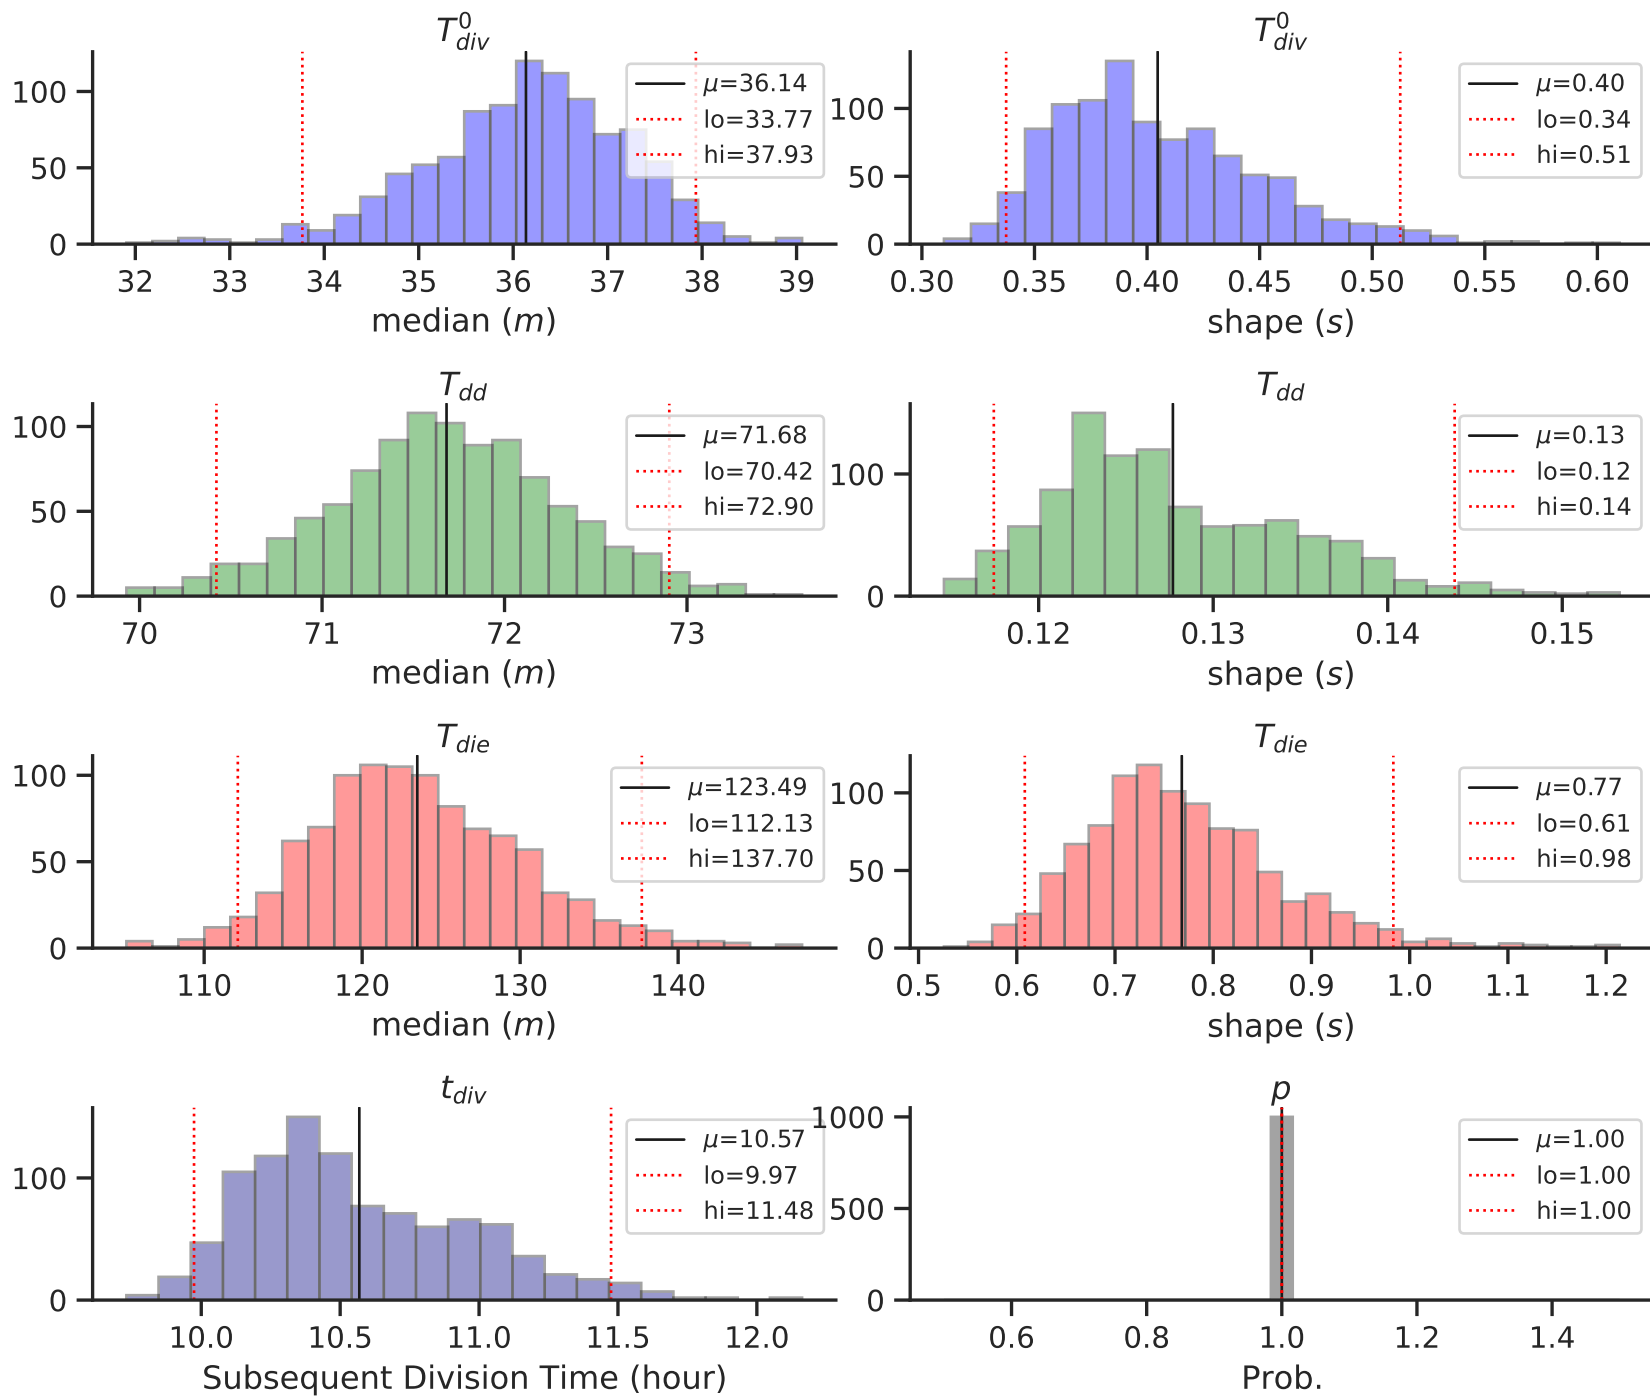 T⁰div
100
50
0
μ=36.14
lo=33.77
hi=37.93
32 33 34 35 36 37 38 39
median (m)
T⁰div
100
50
0
μ=0.40
lo=0.34
hi=0.51
0.30 0.35 0.40 0.45 0.50 0.55 0.60
shape (s)
Tdd
100
50
0
μ=71.68
lo=70.42
hi=72.90
70 71 72 73
median (m)
Tdd
100
0
μ=0.13
lo=0.12
hi=0.14
0.12 0.13 0.14 0.15
shape (s)
Tdie
100
50
0
μ=123.49
lo=112.13
hi=137.70
110 120 130 140
median (m)
Tdie
100
50
0
μ=0.77
lo=0.61
hi=0.98
0.5 0.6 0.7 0.8 0.9 1.0 1.1 1.2
shape (s)
tdiv
100
0
μ=10.57
lo=9.97
hi=11.48
10.0 10.5 11.0 11.5 12.0
Subsequent Division Time (hour)
p
1000
500
0
μ=1.00
lo=1.00
hi=1.00
0.6 0.8 1.0 1.2 1.4
Prob.